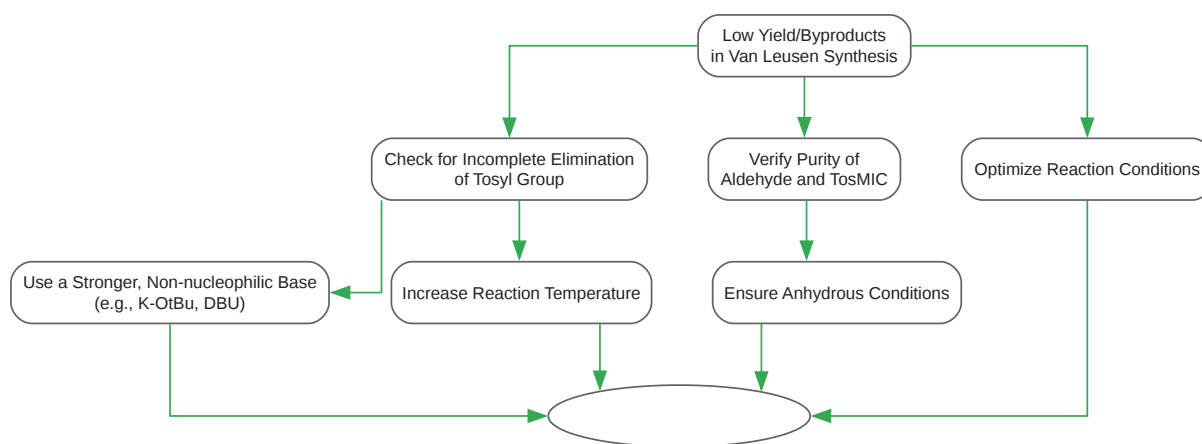 Low Yield/Byproducts
in Van Leusen Synthesis
Check for Incomplete Elimination
of Tosyl Group
Verify Purity of
Aldehyde and TosMIC
Optimize Reaction Conditions
Use a Stronger, Non-nucleophilic Base
(e.g., K-OtBu, DBU)
Increase Reaction Temperature
Ensure Anhydrous Conditions